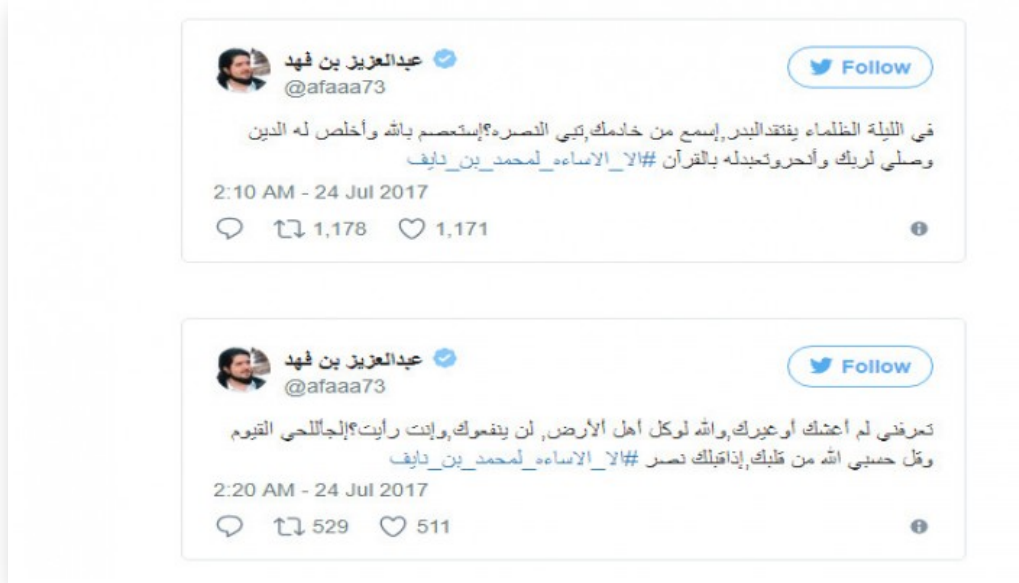 عبدالعزيز بن فهد
Follow
@afaaa73
في الليلة الظلماء يفتقدالبدر,إسمع من خادمك,تبي النصره؟إستعصم بالله وأخلص له الدين
وصلي لربك وأنحروتعبدله بالقرآن #الا_الاساءه_لمحمد_بن_نايف
2:10 AM - 24 Jul 2017
1,178 1,171
عبدالعزيز بن فهد
Follow
@afaaa73
تعرفني لم أغشك أوغيرك,والله لوكل أهل الأرض, لن ينفعوك,وإنت رأيت؟إلجأللحي القيوم
وقل حسبي الله من قلبك,إذاقبلك نصر #الا_الاساءه_لمحمد_بن_نايف
2:20 AM - 24 Jul 2017
529 511